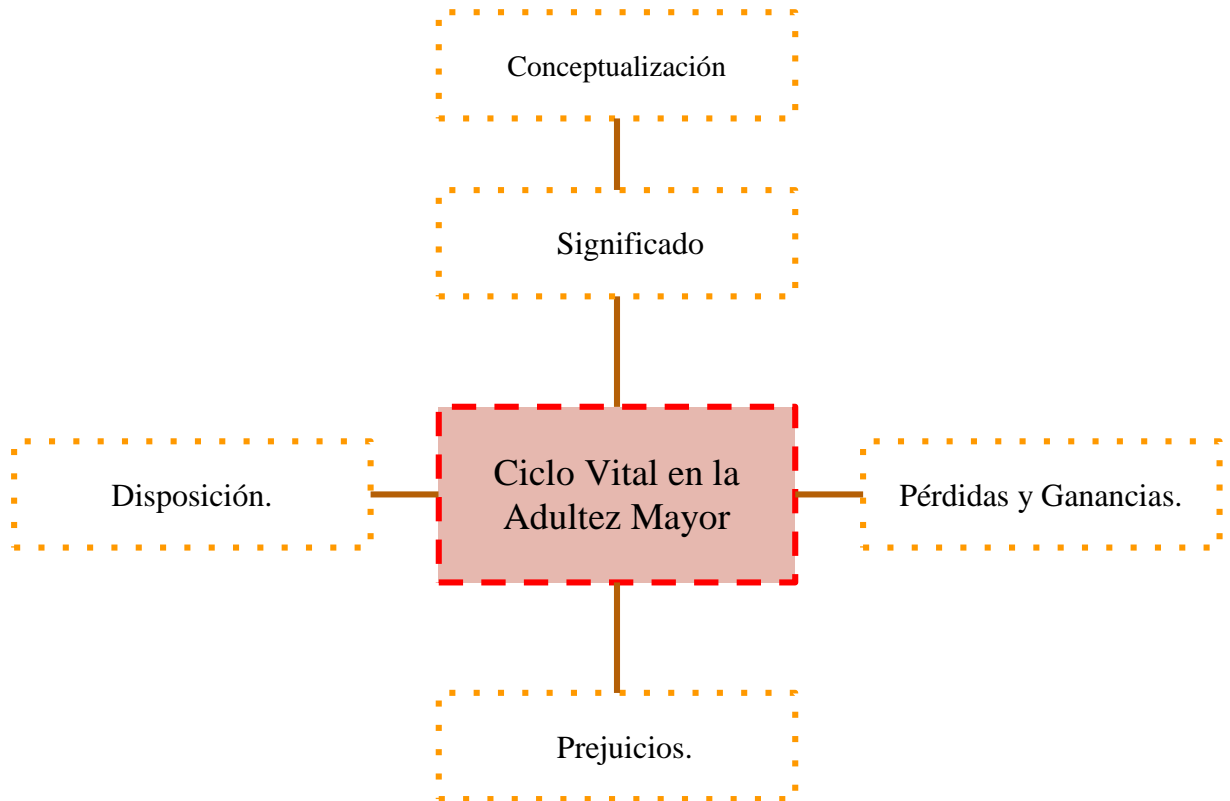 Conceptualización
Significado
Disposición.
Ciclo Vital en la
Adultez Mayor
Pérdidas y Ganancias.
Prejuicios.